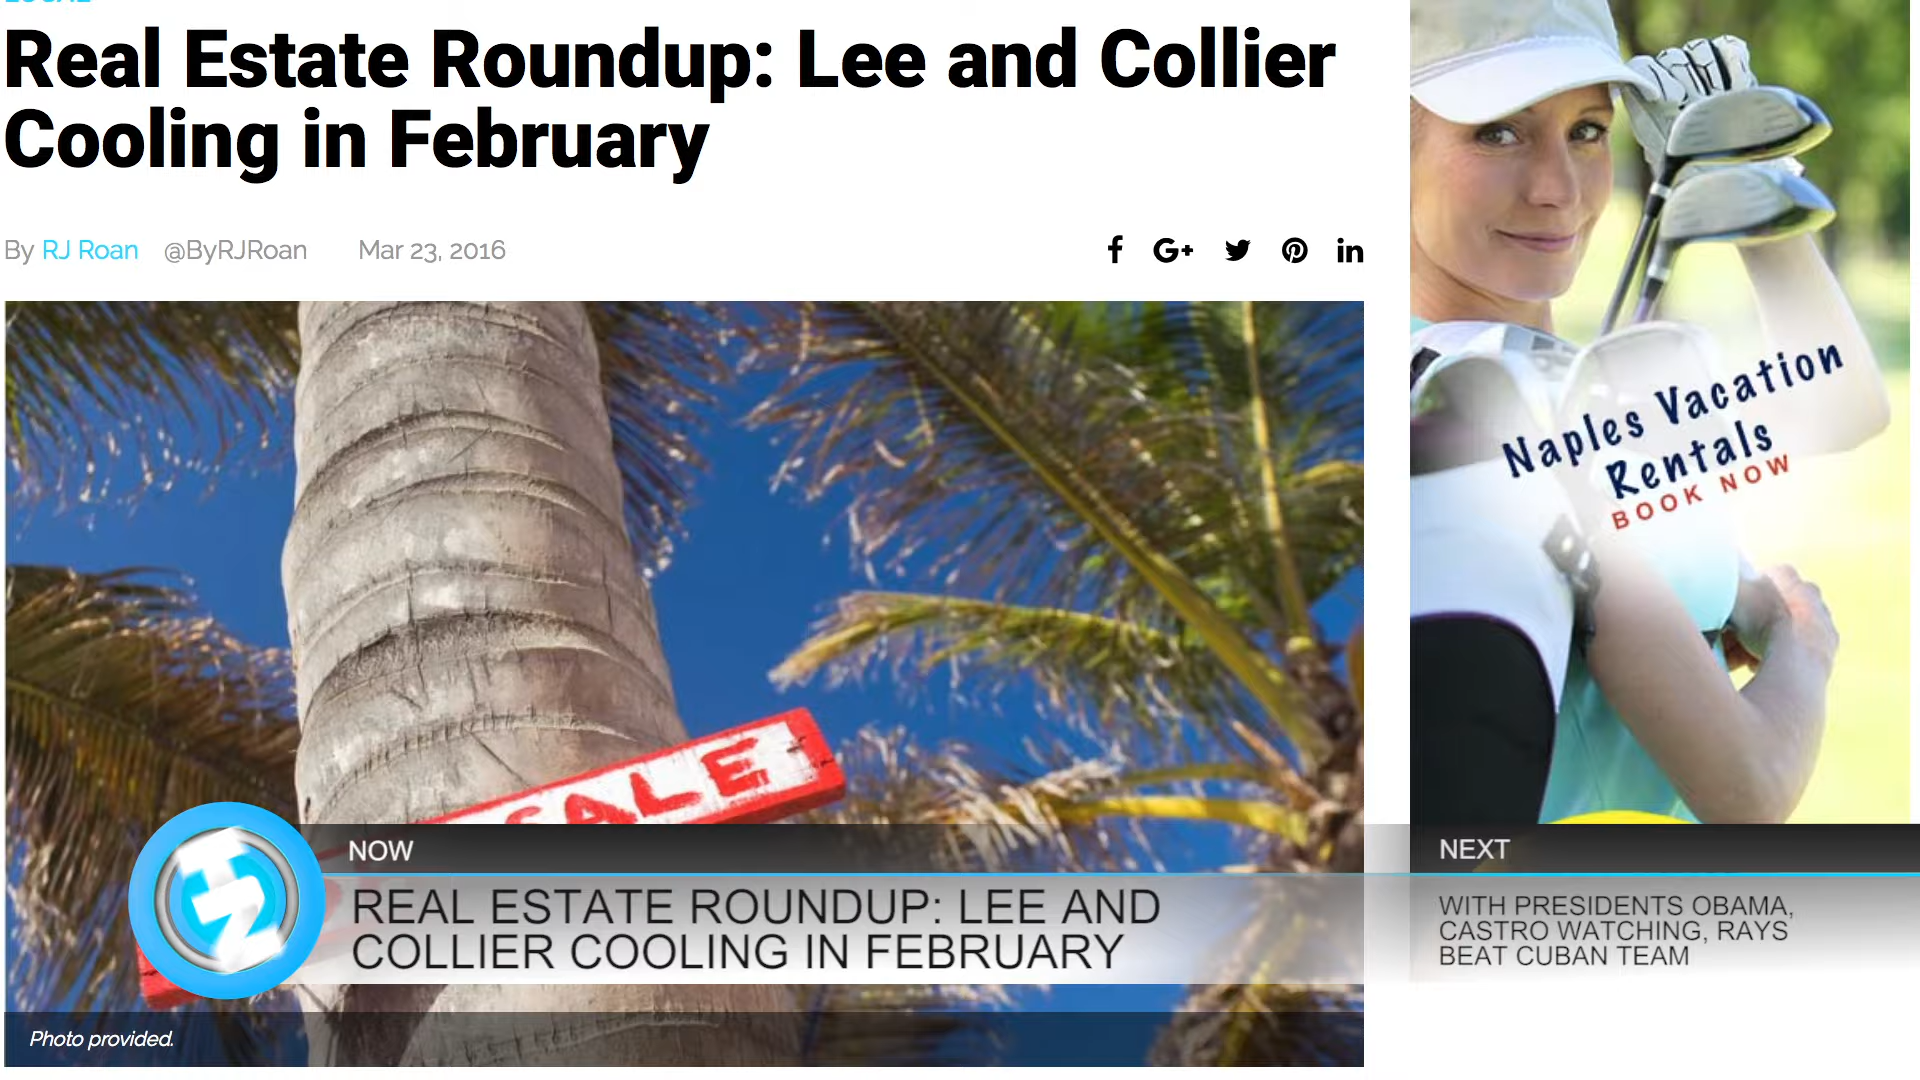 LOCAL
Real Estate Roundup: Lee and Collier
Cooling in February
By RJ Roan @ByRJRoan Mar 23, 2016
Naples Vacation
Rentals
BOOK NOW
SALE
NOW
REAL ESTATE ROUNDUP: LEE AND
COLLIER COOLING IN FEBRUARY
NEXT
WITH PRESIDENTS OBAMA,
CASTRO WATCHING, RAYS
BEAT CUBAN TEAM
Photo provided.